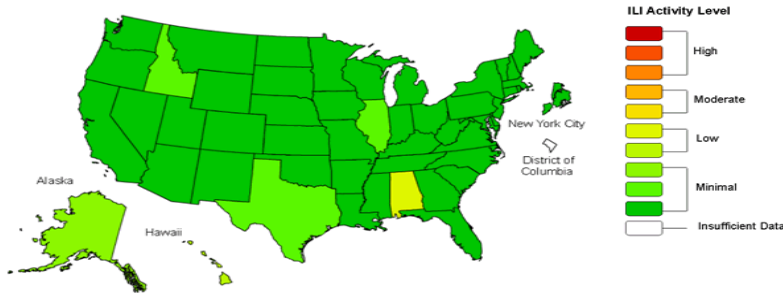 ILI Activity Level
High
Moderate
Low
Minimal
Insufficient Data
New York City
District of
Columbia
Alaska
Hawaii